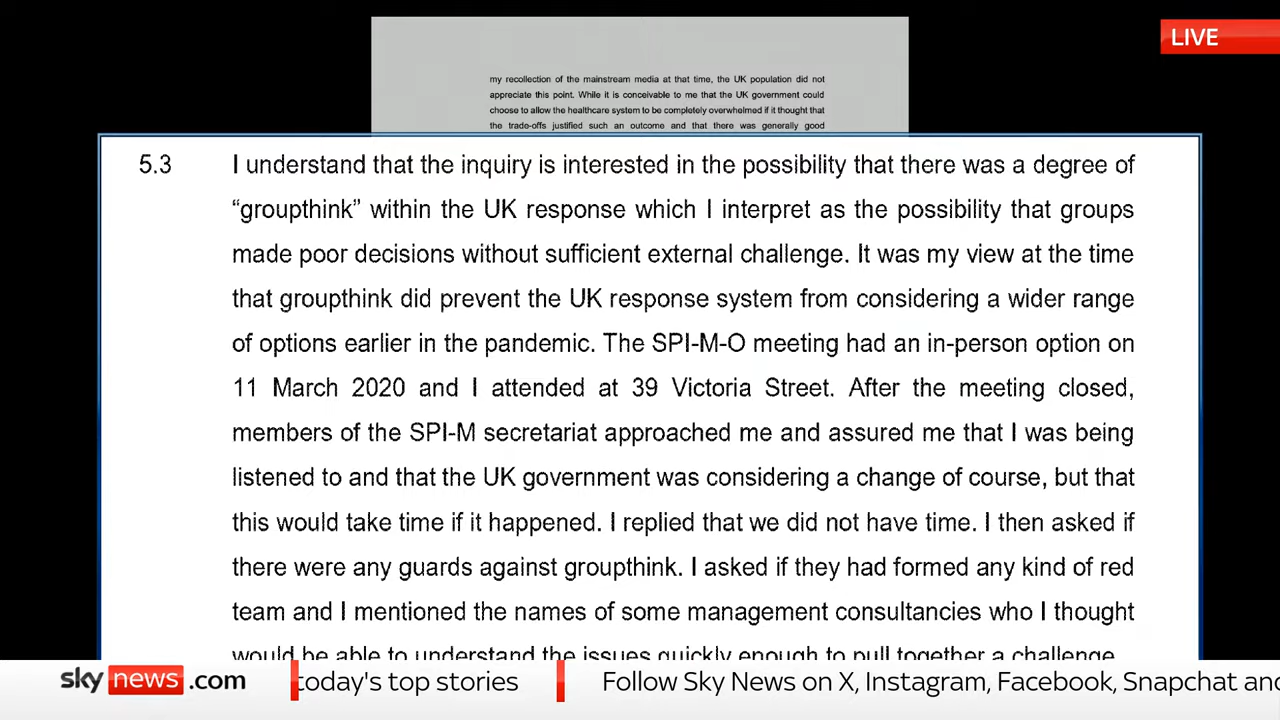 LIVE
my recollection of the mainstream media at that time, the UK population did not
appreciate this point. While it is conceivable to me that the UK government could
choose to allow the healthcare system to be completely overwhelmed if it thought that
the trade-offs justified such an outcome and that there was generally good
5.3 I understand that the inquiry is interested in the possibility that there was a degree of
“groupthink” within the UK response which I interpret as the possibility that groups
made poor decisions without sufficient external challenge. It was my view at the time
that groupthink did prevent the UK response system from considering a wider range
of options earlier in the pandemic. The SPI-M-O meeting had an in-person option on
11 March 2020 and I attended at 39 Victoria Street. After the meeting closed,
members of the SPI-M secretariat approached me and assured me that I was being
listened to and that the UK government was considering a change of course, but that
this would take time if it happened. I replied that we did not have time. I then asked if
there were any guards against groupthink. I asked if they had formed any kind of red
team and I mentioned the names of some management consultancies who I thought
would be able to understand the issues quickly enough to pull together a challenge
sky news .com today's top stories Follow Sky News on X, Instagram, Facebook, Snapchat and